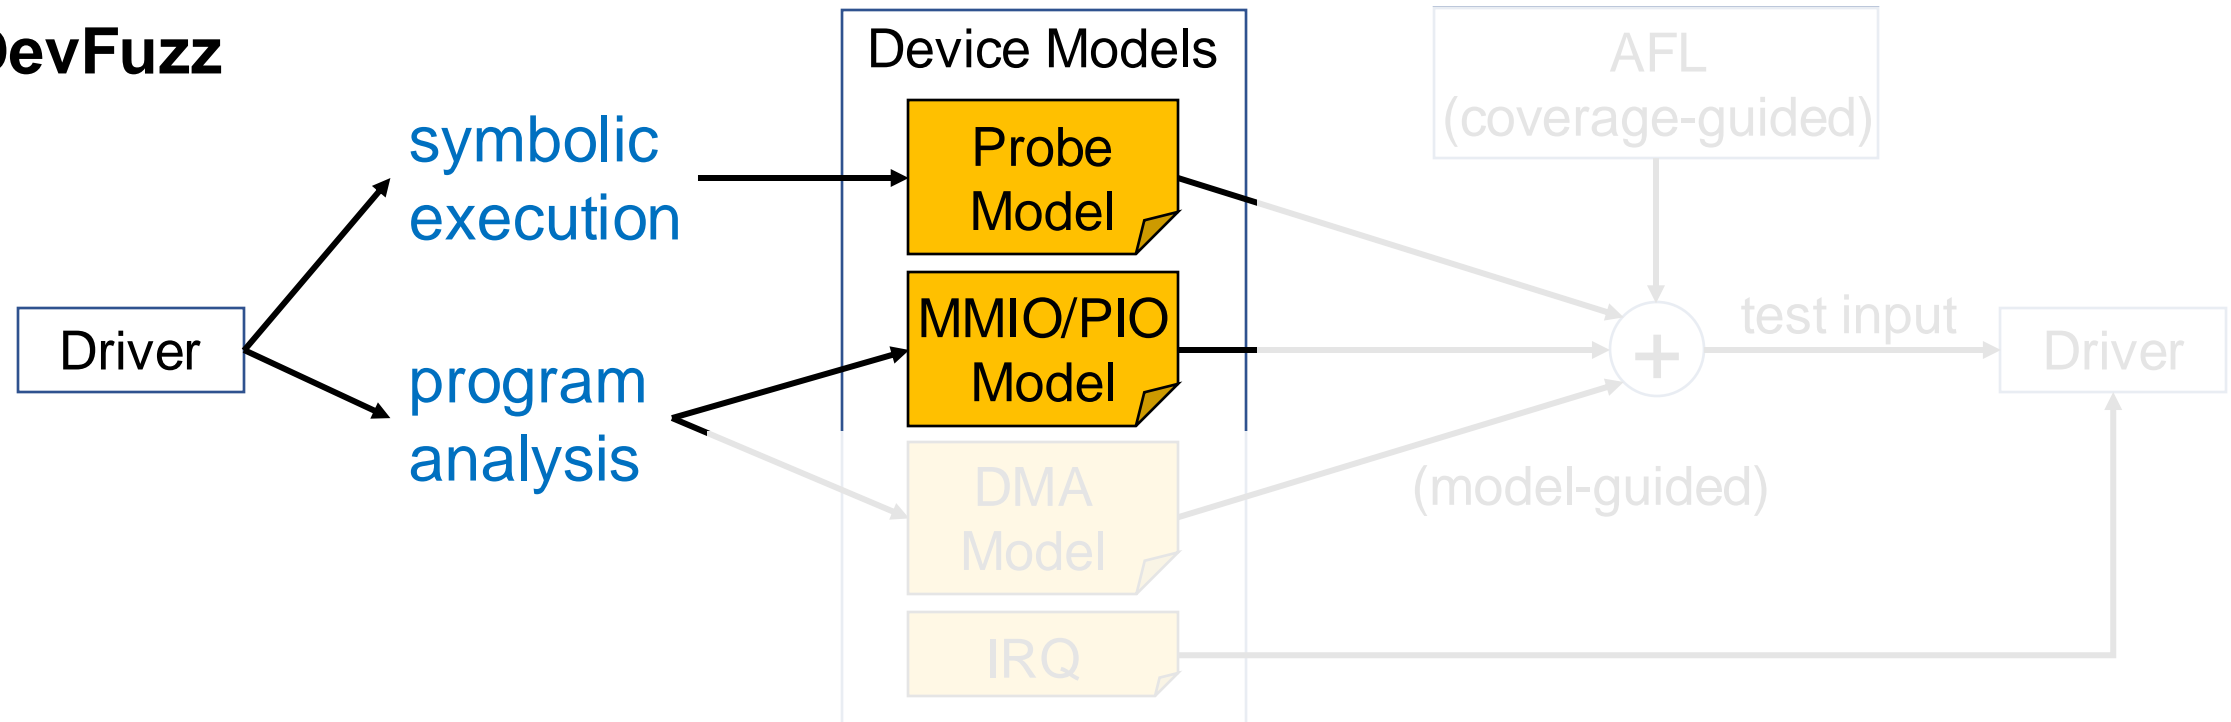 DevFuzz
Device Models
AFL
(coverage-guided)
symbolic
execution
Probe
Model
Driver
program
analysis
MMIO/PIO
Model
DMA
Model
IRQ
test input
+
Driver
(model-guided)